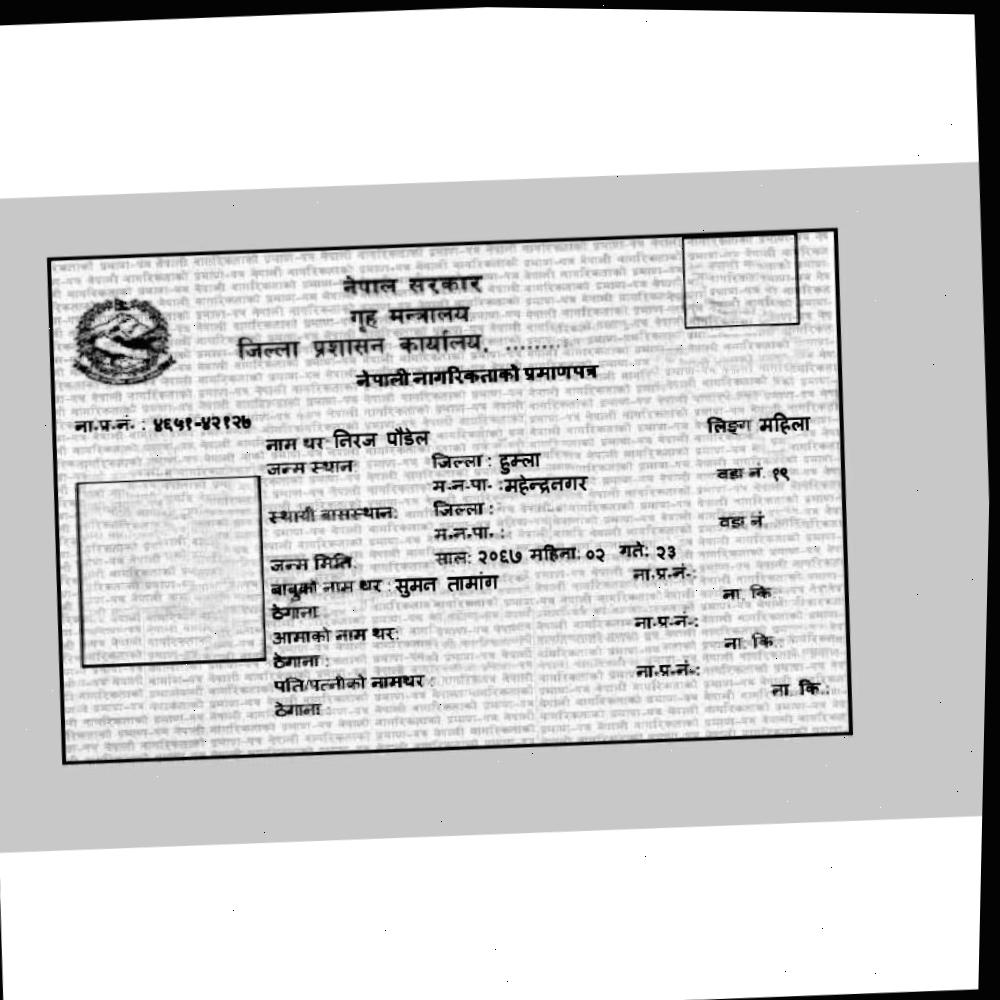 नेपाल सरकार
गृह मन्त्रालय
जिल्ला प्रशासन कार्यालय, .........
नेपाली नागरिकताको प्रमाणपत्र
ना.प्र.नं. : ४६५१-४२१२७
लिङ्ग महिला
नाम थर निरज पौडेल
जन्म स्थान जिल्ला : हुम्ला
म.न.पा. :महेन्द्रनगर वडा नं. १९
स्थायी बासस्थान: जिल्ला :
म.न.पा. : वडा नं.
जन्म मिति साल: २०६७ महिना: ०२ गते: २३
बाबुको नाम थर : सुमन तामांग ना.प्र.नं.:
ठेगाना ना. कि.
आमाको नाम थर: ना.प्र.नं.:
ठेगाना : ना. कि.:
पति/पत्नीको नामथर : ना.प्र.नं.:
ठेगाना : ना. कि.: